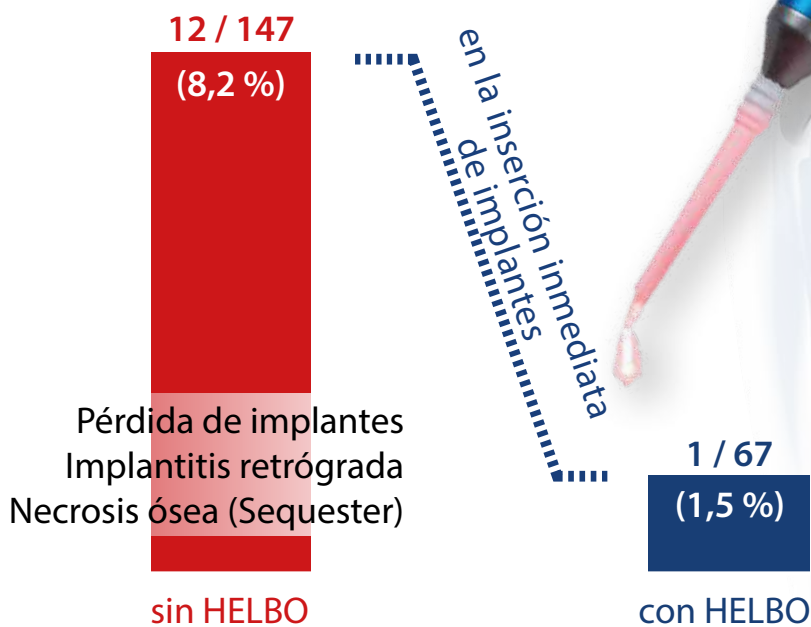 12 / 147
(8,2 %)
en la inserción inmediata
de implantes
Pérdida de implantes
Implantitis retrógrada
Necrosis ósea (Sequester)
1 / 67
(1,5 %)
sin HELBO
con HELBO